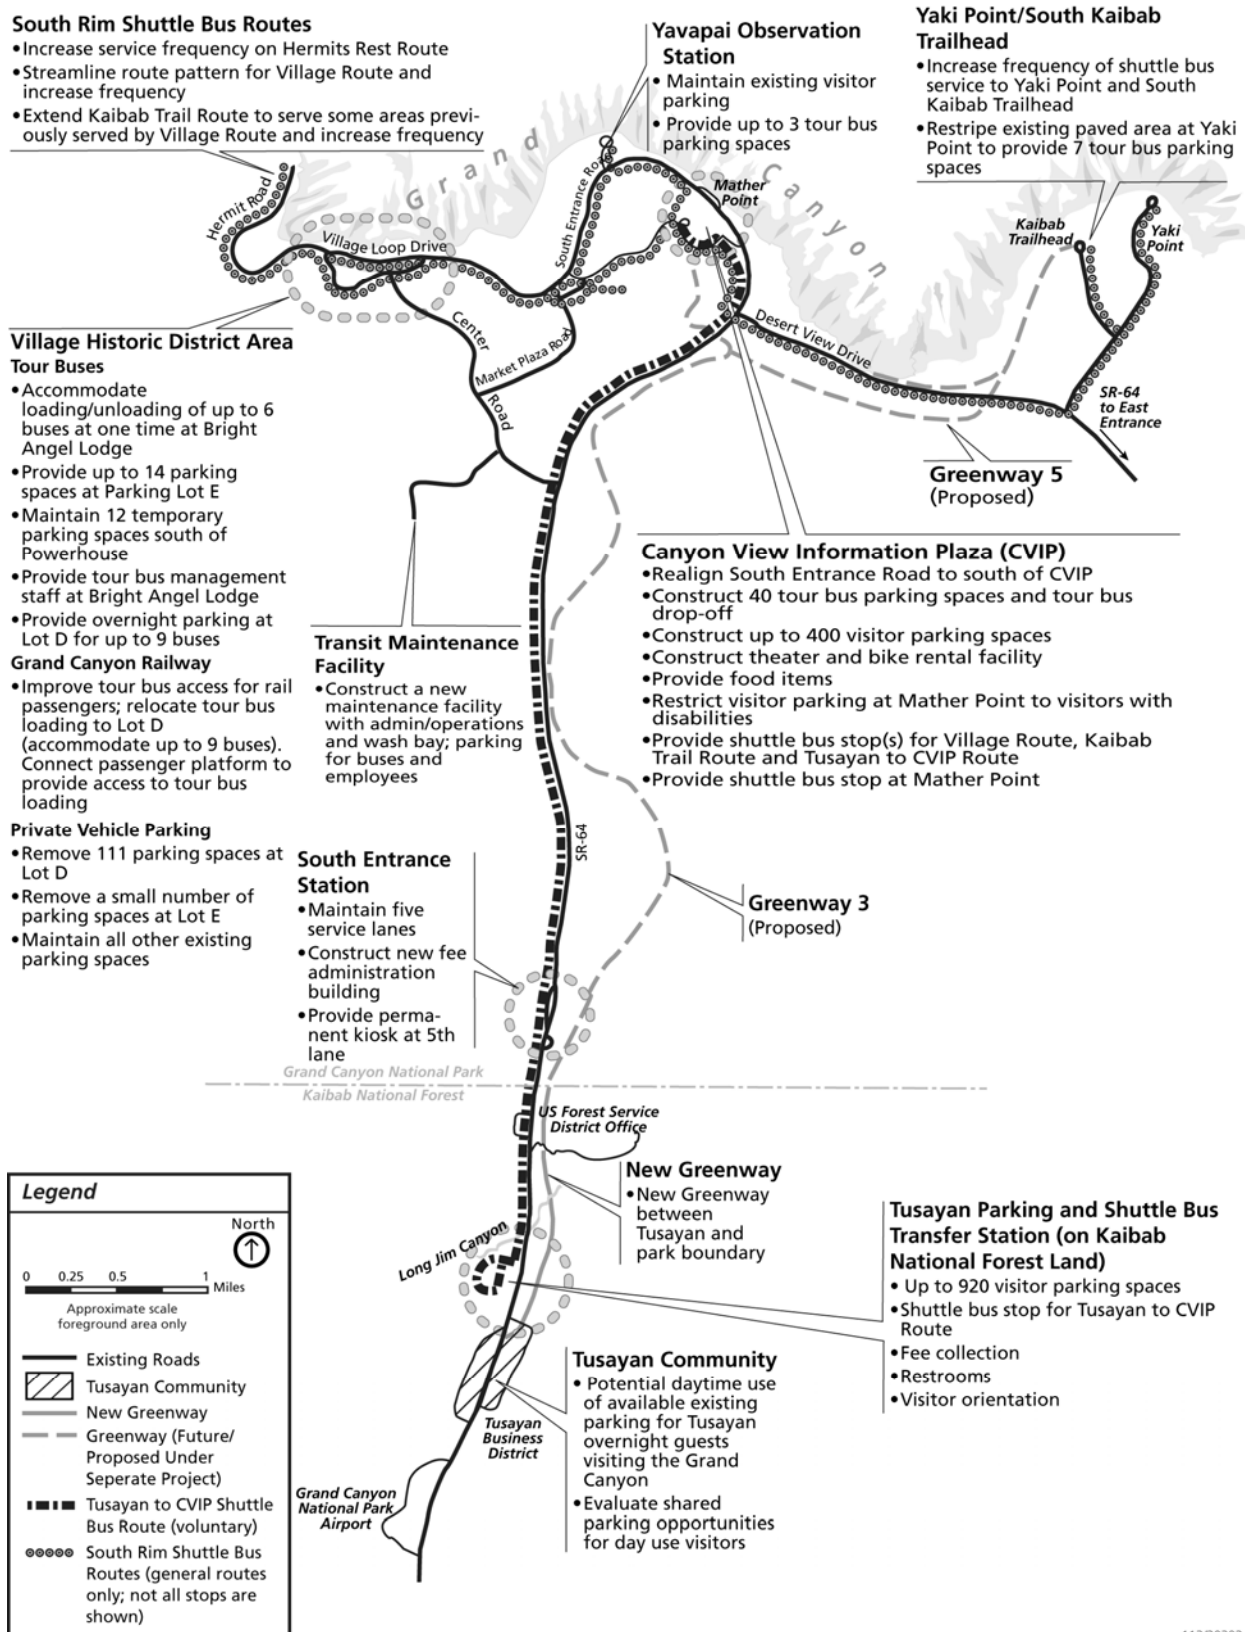 South Rim Shuttle Bus Routes
•Increase service frequency on Hermits Rest Route
•Streamline route pattern for Village Route and
increase frequency
•Extend Kaibab Trail Route to serve some areas previ-
ously served by Village Route and increase frequency
Yavapai Observation
Station
• Maintain existing visitor
parking
• Provide up to 3 tour bus
parking spaces
Yaki Point/South Kaibab
Trailhead
•Increase frequency of shuttle bus
service to Yaki Point and South
Kaibab Trailhead
•Restripe existing paved area at Yaki
Point to provide 7 tour bus parking
spaces
Grand
Canyon
Hermit Road
Village Loop Drive
South Entrance Road
Mather
Point
Kaibab
Trailhead
Yaki
Point
Center
Road
Market Plaza Road
Desert View Drive
SR-64
to East
Entrance
Village Historic District Area
Tour Buses
•Accommodate
loading/unloading of up to 6
buses at one time at Bright
Angel Lodge
•Provide up to 14 parking
spaces at Parking Lot E
•Maintain 12 temporary
parking spaces south of
Powerhouse
•Provide tour bus management
staff at Bright Angel Lodge
•Provide overnight parking at
Lot D for up to 9 buses
Grand Canyon Railway
•Improve tour bus access for rail
passengers; relocate tour bus
loading to Lot D
(accommodate up to 9 buses).
Connect passenger platform to
provide access to tour bus
loading
Private Vehicle Parking
•Remove 111 parking spaces at
Lot D
•Remove a small number of
parking spaces at Lot E
•Maintain all other existing
parking spaces
Greenway 5
(Proposed)
Canyon View Information Plaza (CVIP)
•Realign South Entrance Road to south of CVIP
•Construct 40 tour bus parking spaces and tour bus
drop-off
•Construct up to 400 visitor parking spaces
•Construct theater and bike rental facility
•Provide food items
•Restrict visitor parking at Mather Point to visitors with
disabilities
•Provide shuttle bus stop(s) for Village Route, Kaibab
Trail Route and Tusayan to CVIP Route
•Provide shuttle bus stop at Mather Point
Transit Maintenance
Facility
•Construct a new
maintenance facility
with admin/operations
and wash bay; parking
for buses and
employees
SR-64
South Entrance
Station
•Maintain five
service lanes
•Construct new fee
administration
building
•Provide perma-
nent kiosk at 5th
lane
Greenway 3
(Proposed)
Grand Canyon National Park
Kaibab National Forest
US Forest Service
District Office
New Greenway
•New Greenway
between
Tusayan and
park boundary
Long Jim Canyon
Tusayan Parking and Shuttle Bus
Transfer Station (on Kaibab
National Forest Land)
• Up to 920 visitor parking spaces
•Shuttle bus stop for Tusayan to CVIP
Route
•Fee collection
•Restrooms
•Visitor orientation
Tusayan Community
• Potential daytime use
of available existing
parking for Tusayan
overnight guests
visiting the Grand
Canyon
•Evaluate shared
parking opportunities
for day use visitors
Tusayan
Business
District
Grand Canyon
National Park
Airport
Legend
North
0 0.25 0.5 1
Miles
Approximate scale
foreground area only
Existing Roads
Tusayan Community
New Greenway
Greenway (Future/
Proposed Under
Seperate Project)
Tusayan to CVIP Shuttle
Bus Route (voluntary)
South Rim Shuttle Bus
Routes (general routes
only; not all stops are
shown)